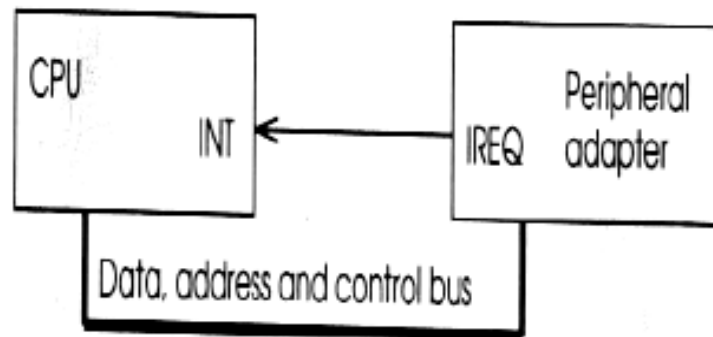 CPU
INT
IREQ
Peripheral
adapter
Data, address and control bus